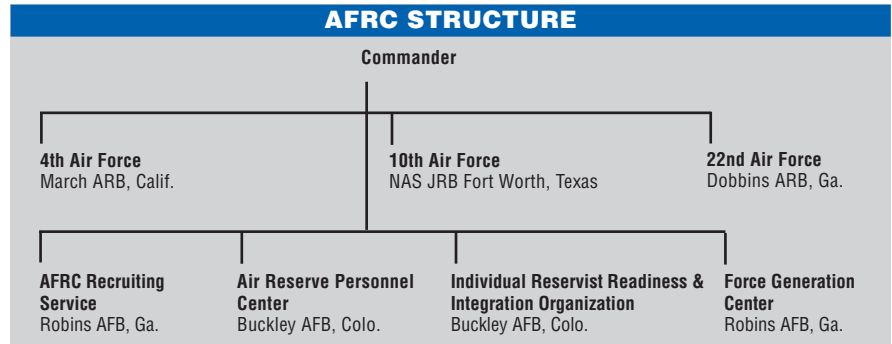 AFRC STRUCTURE
Commander
4th Air Force
March ARB, Calif.
10th Air Force
NAS JRB Fort Worth, Texas
22nd Air Force
Dobbins ARB, Ga.
AFRC Recruiting
Service
Robins AFB, Ga.
Air Reserve Personnel
Center
Buckley AFB, Colo.
Individual Reservist Readiness &
Integration Organization
Buckley AFB, Colo.
Force Generation
Center
Robins AFB, Ga.